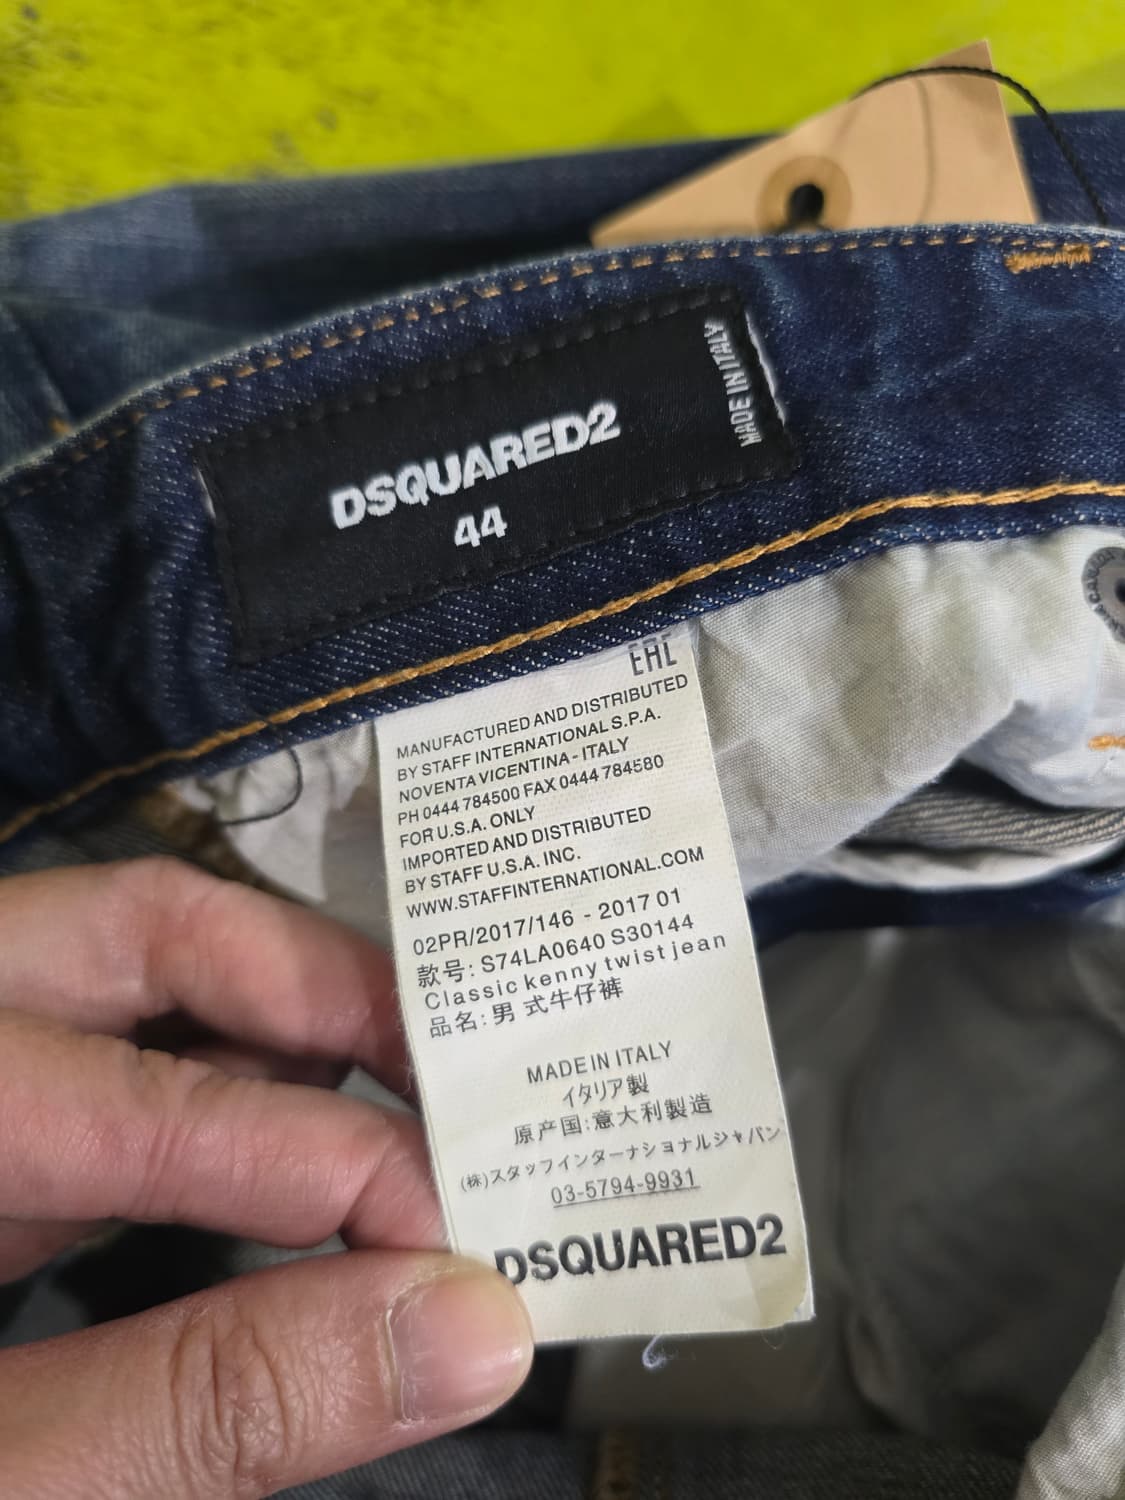 DSQUARED2
44
MADE IN ITALY
EAC
MANUFACTURED AND DISTRIBUTED
BY STAFF INTERNATIONAL S.P.A.
NOVENTA VICENTINA - ITALY
PH 0444 784500 FAX 0444 784580
FOR U.S.A. ONLY
IMPORTED AND DISTRIBUTED
BY STAFF U.S.A. INC.
WWW.STAFFINTERNATIONAL.COM
02PR/2017/146 - 2017 01
款号: S74LA0640 S30144
Classic kenny twist jean
品名: 男 式牛仔裤
MADE IN ITALY
イタリア製
原产国:意大利製造
(株)スタッフインターナショナルジャパン
03-5794-9931
DSQUARED2